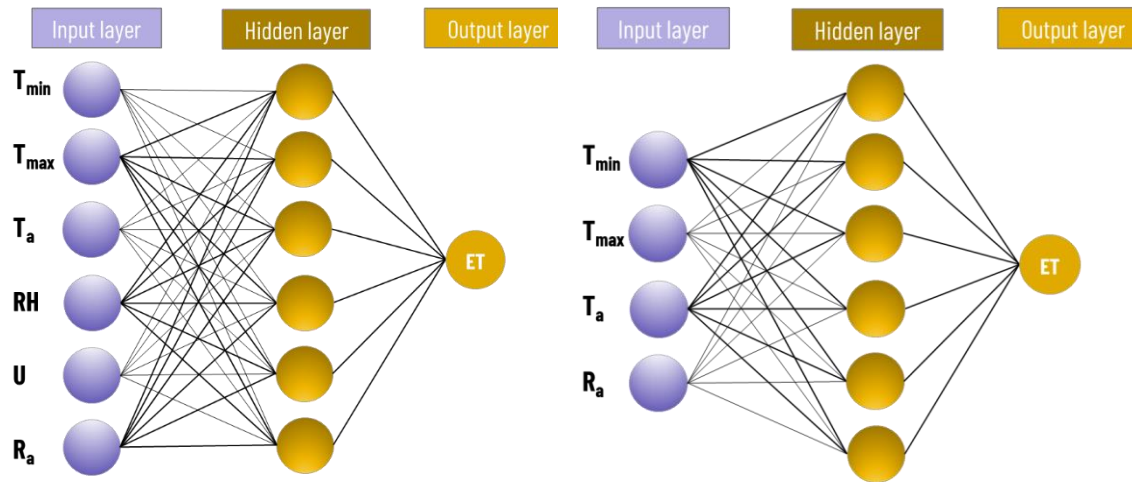 Input layer
Hidden layer
Output layer
Tmin
Tmax
Ta
RH
U
Ra
ET
Input layer
Hidden layer
Output layer
Tmin
Tmax
Ta
Ra
ET